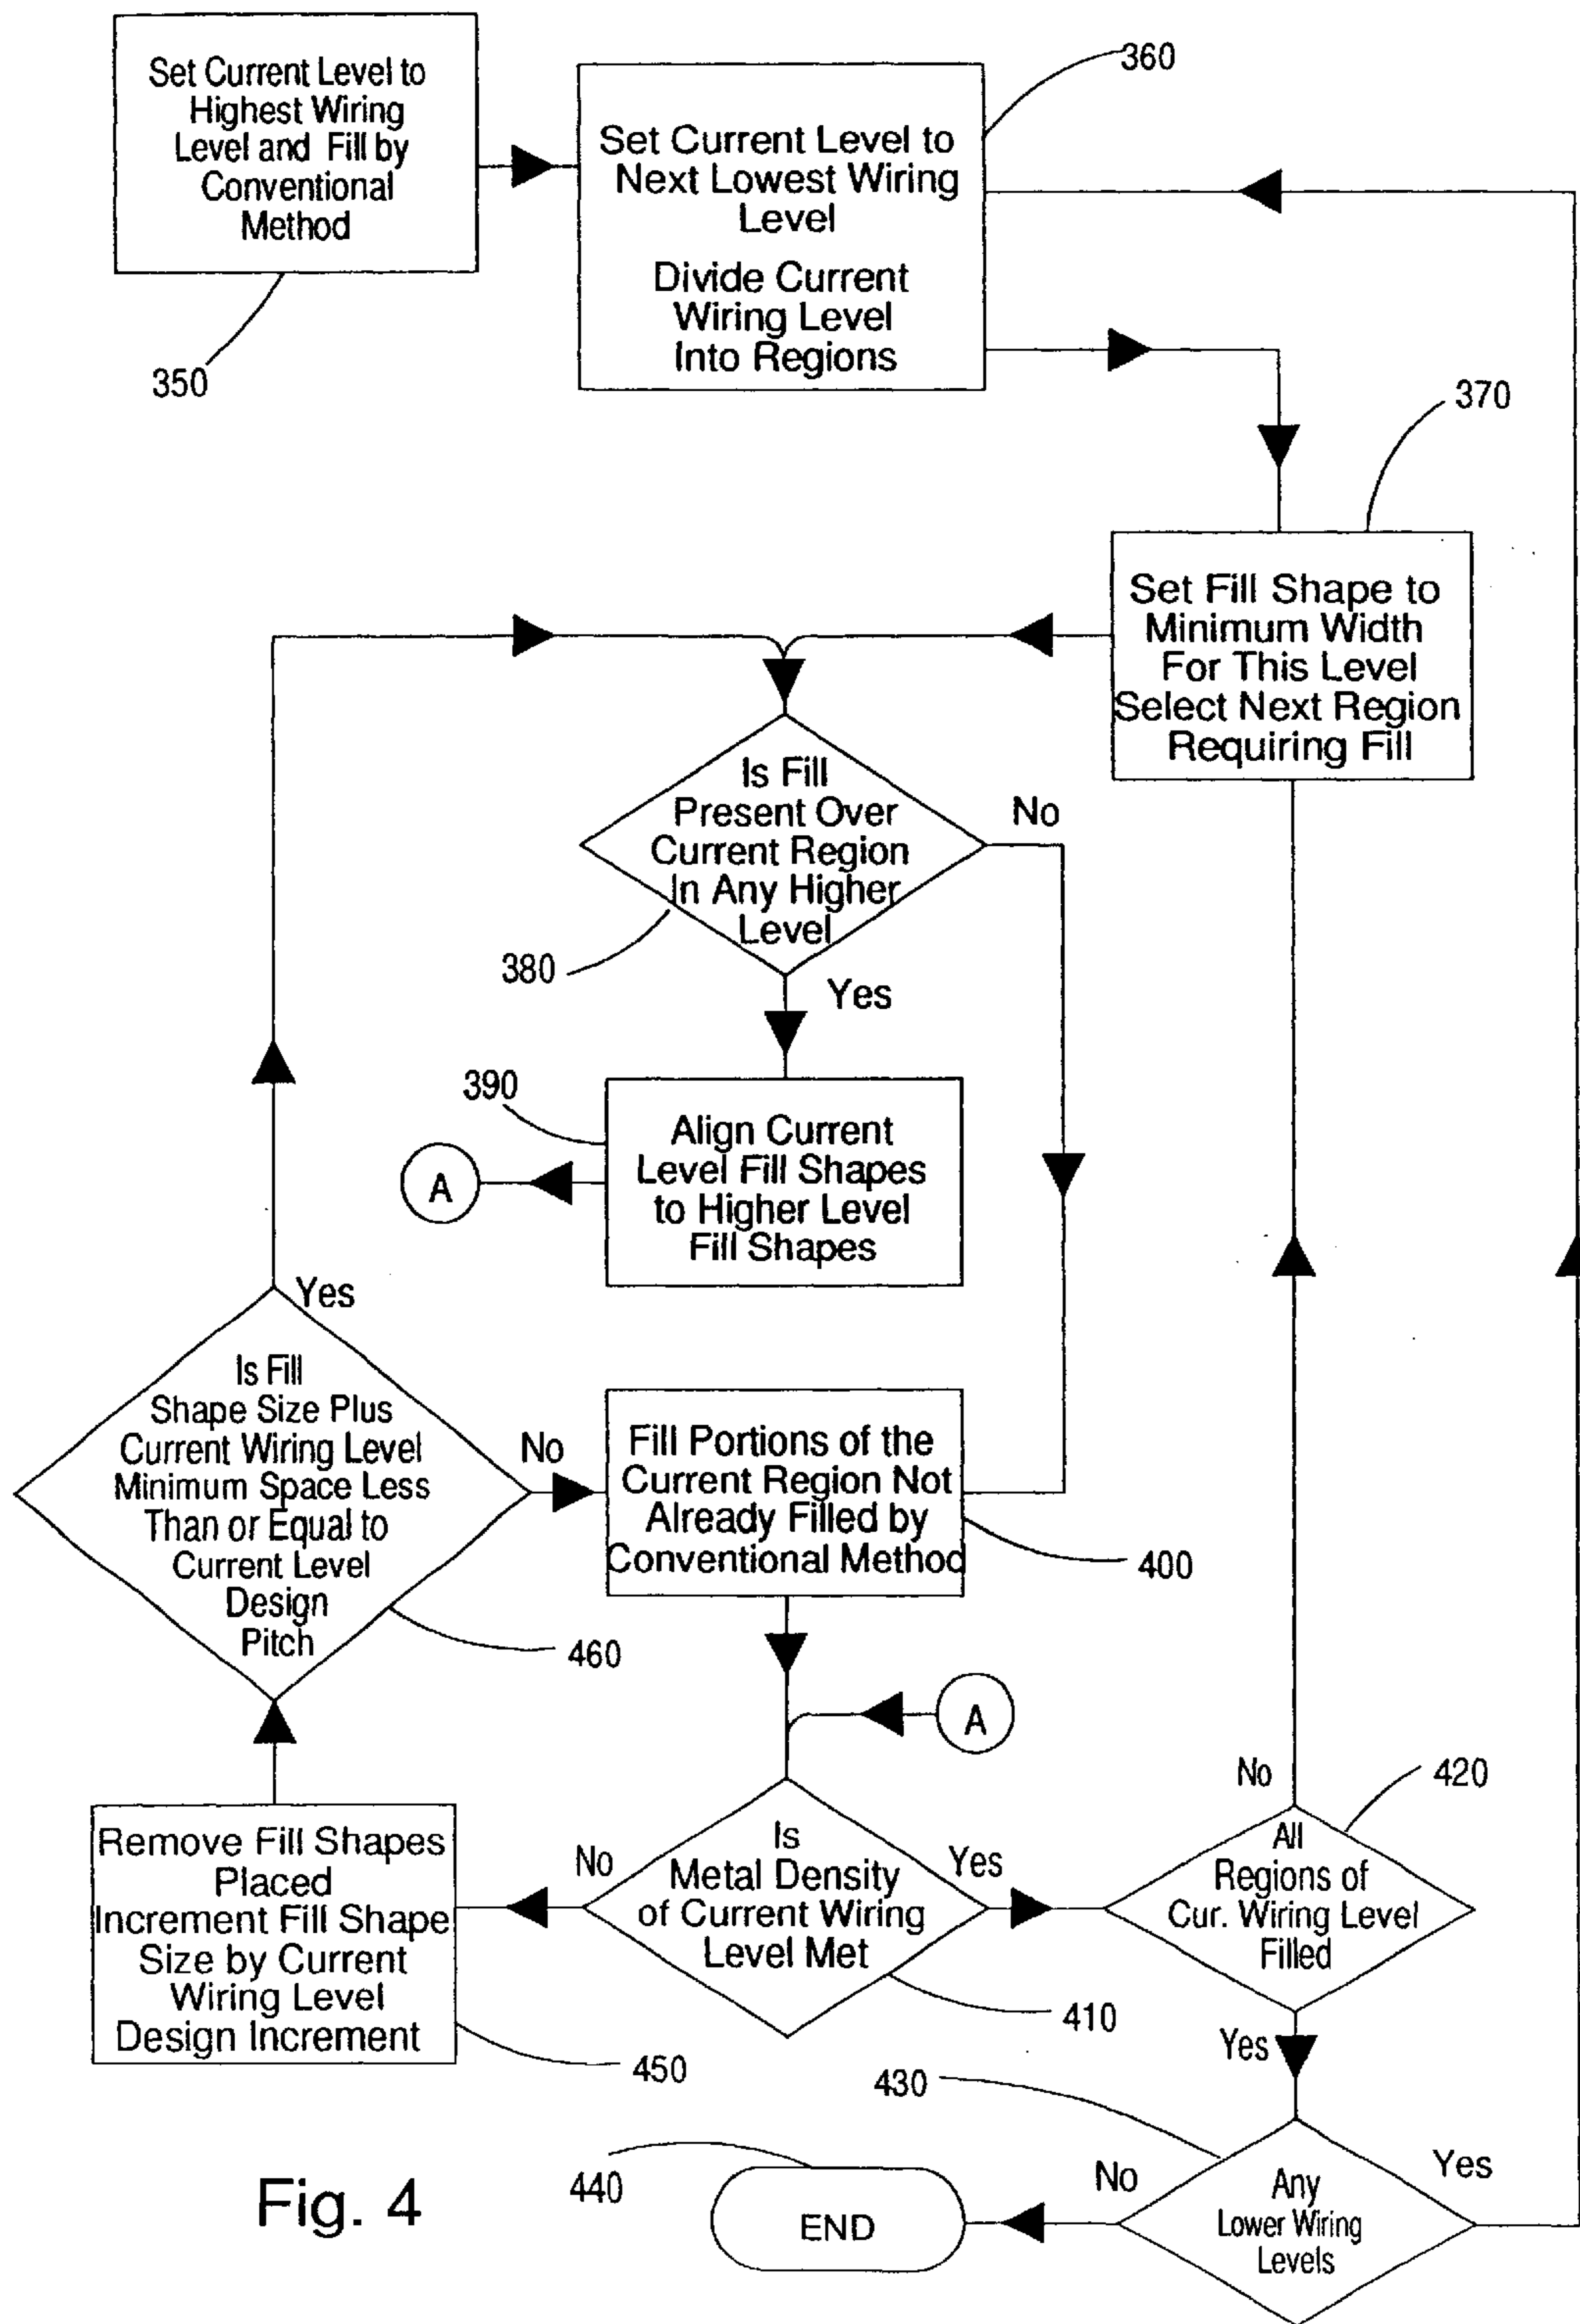 Set Current Level to
Highest Wiring
Level and Fill by
Conventional
Method
350
Set Current Level to
Next Lowest Wiring
Level
Divide Current
Wiring Level
Into Regions
360
370
Set Fill Shape to
Minimum Width
For This Level
Select Next Region
Requiring Fill
Is Fill
Present Over
Current Region
In Any Higher
Level
No
380
Yes
390
Align Current
Level Fill Shapes
to Higher Level
Fill Shapes
A
Yes
Is Fill
Shape Size Plus
Current Wiring Level
Minimum Space Less
Than or Equal to
Current Level
Design
Pitch
No
460
Fill Portions of the
Current Region Not
Already Filled by
Conventional Method
400
A
Remove Fill Shapes
Placed
Increment Fill Shape
Size by Current
Wiring Level
Design Increment
450
No
Is
Metal Density
of Current Wiring
Level Met
Yes
410
No
420
All
Regions of
Cur. Wiring Level
Filled
Yes
430
Any
Lower Wiring
Levels
Yes
No
440
END
Fig. 4